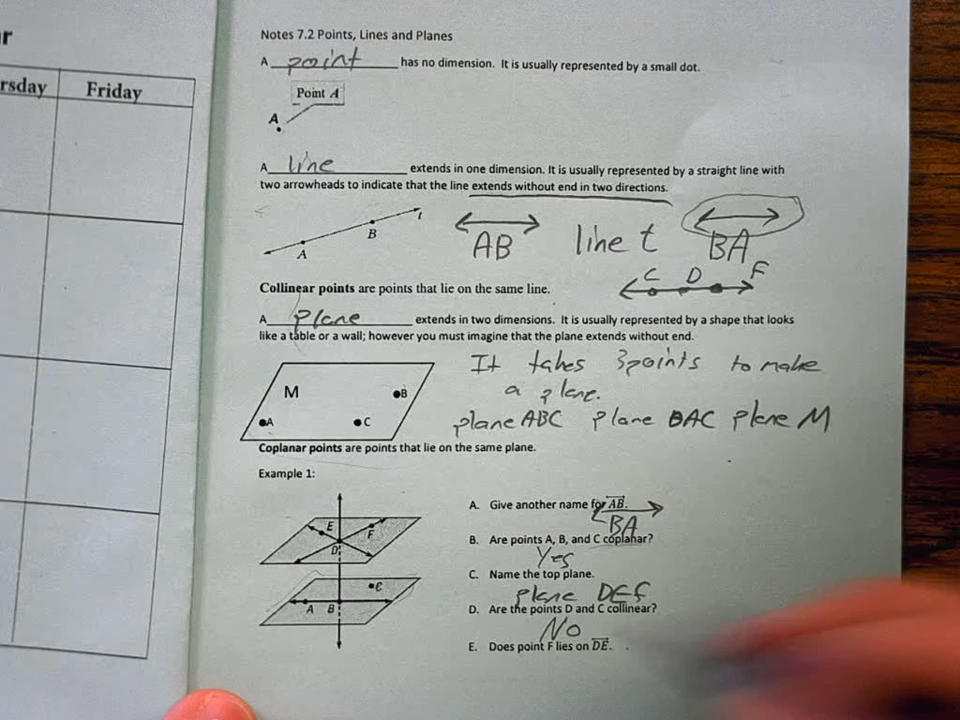 r
rsday Friday
Notes 7.2 Points, Lines and Planes
A point has no dimension. It is usually represented by a small dot.
Point A
A
A line extends in one dimension. It is usually represented by a straight line with
two arrowheads to indicate that the line extends without end in two directions.
A B t AB line t BA
C D F
Collinear points are points that lie on the same line.
A plane extends in two dimensions. It is usually represented by a shape that looks
like a table or a wall; however you must imagine that the plane extends without end.
It takes 3points to make
a plane.
M B A C
plane ABC plane BAC plane M
Coplanar points are points that lie on the same plane.
Example 1:
E F D C A B
A. Give another name for AB.
BA
B. Are points A, B, and C coplanar?
Yes
C. Name the top plane.
plane DEF
D. Are the points D and C collinear?
No
E. Does point F lies on DE.